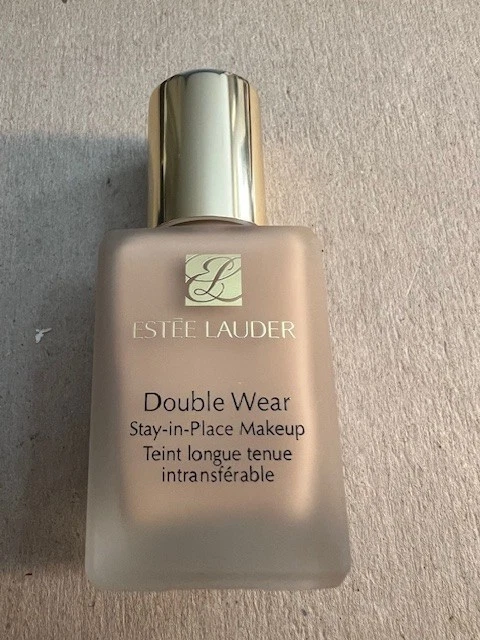 EL
ESTĒE LAUDER
Double Wear
Stay-in-Place Makeup
Teint longue tenue
intransférable